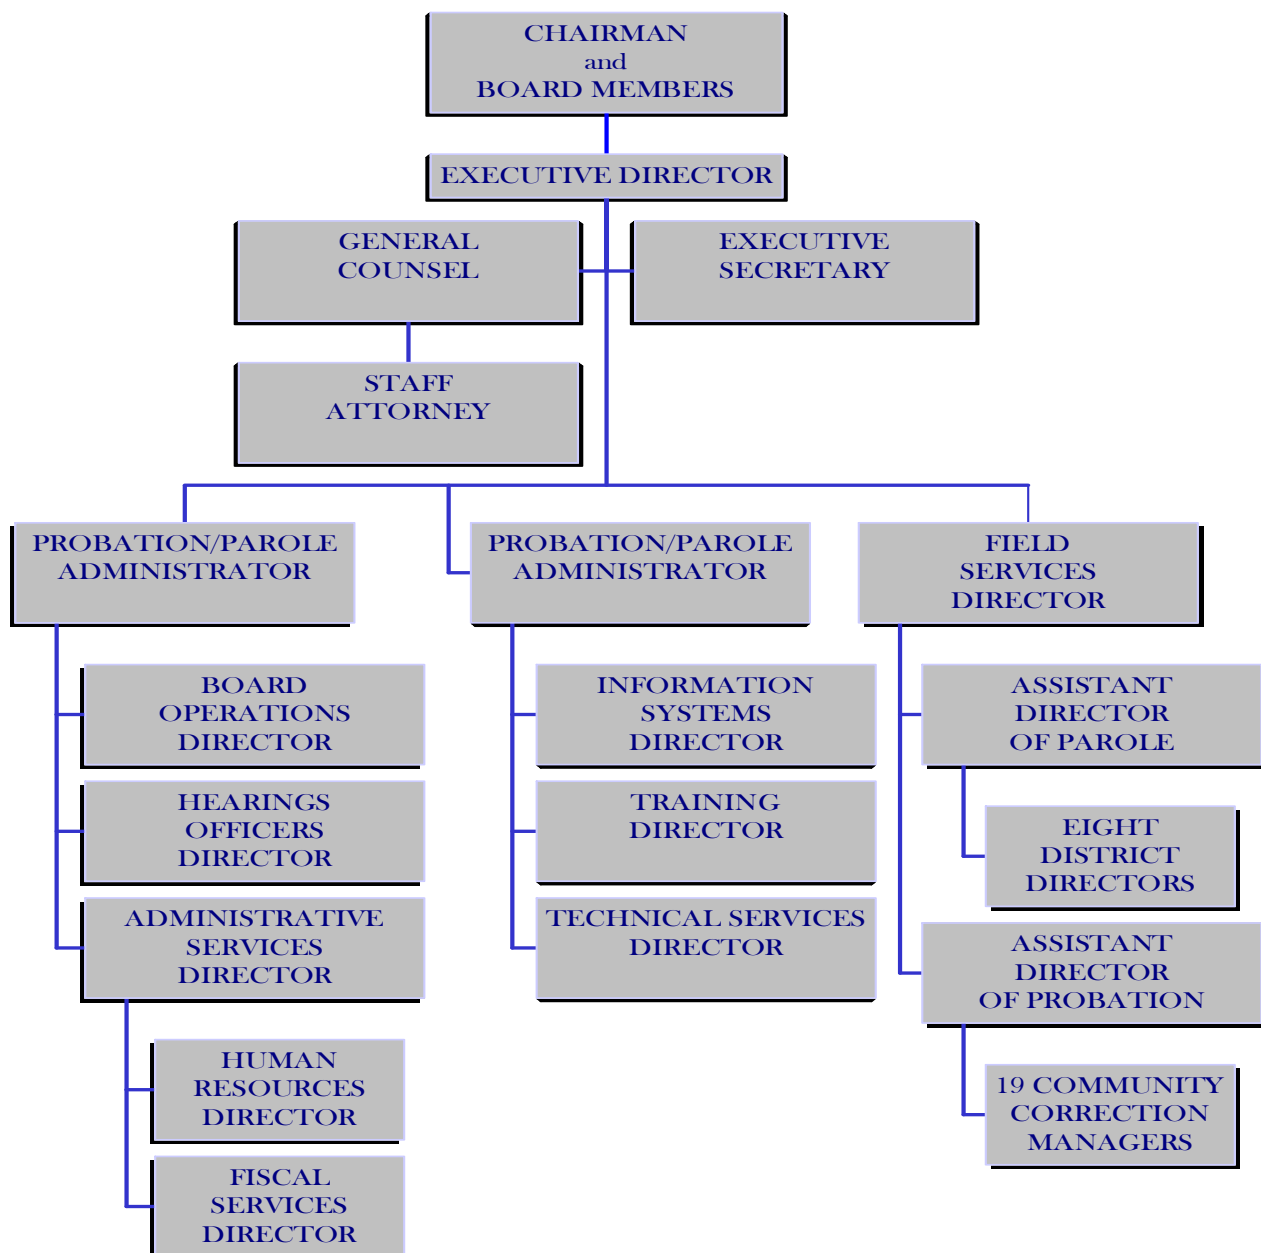 CHAIRMAN
and
BOARD MEMBERS
EXECUTIVE DIRECTOR
GENERAL
COUNSEL
EXECUTIVE
SECRETARY
STAFF
ATTORNEY
PROBATION/PAROLE
ADMINISTRATOR
BOARD
OPERATIONS
DIRECTOR
HEARINGS
OFFICERS
DIRECTOR
ADMINISTRATIVE
SERVICES
DIRECTOR
HUMAN
RESOURCES
DIRECTOR
FISCAL
SERVICES
DIRECTOR
PROBATION/PAROLE
ADMINISTRATOR
INFORMATION
SYSTEMS
DIRECTOR
TRAINING
DIRECTOR
TECHNICAL SERVICES
DIRECTOR
FIELD
SERVICES
DIRECTOR
ASSISTANT
DIRECTOR
OF PAROLE
EIGHT
DISTRICT
DIRECTORS
ASSISTANT
DIRECTOR
OF PROBATION
19 COMMUNITY
CORRECTION
MANAGERS